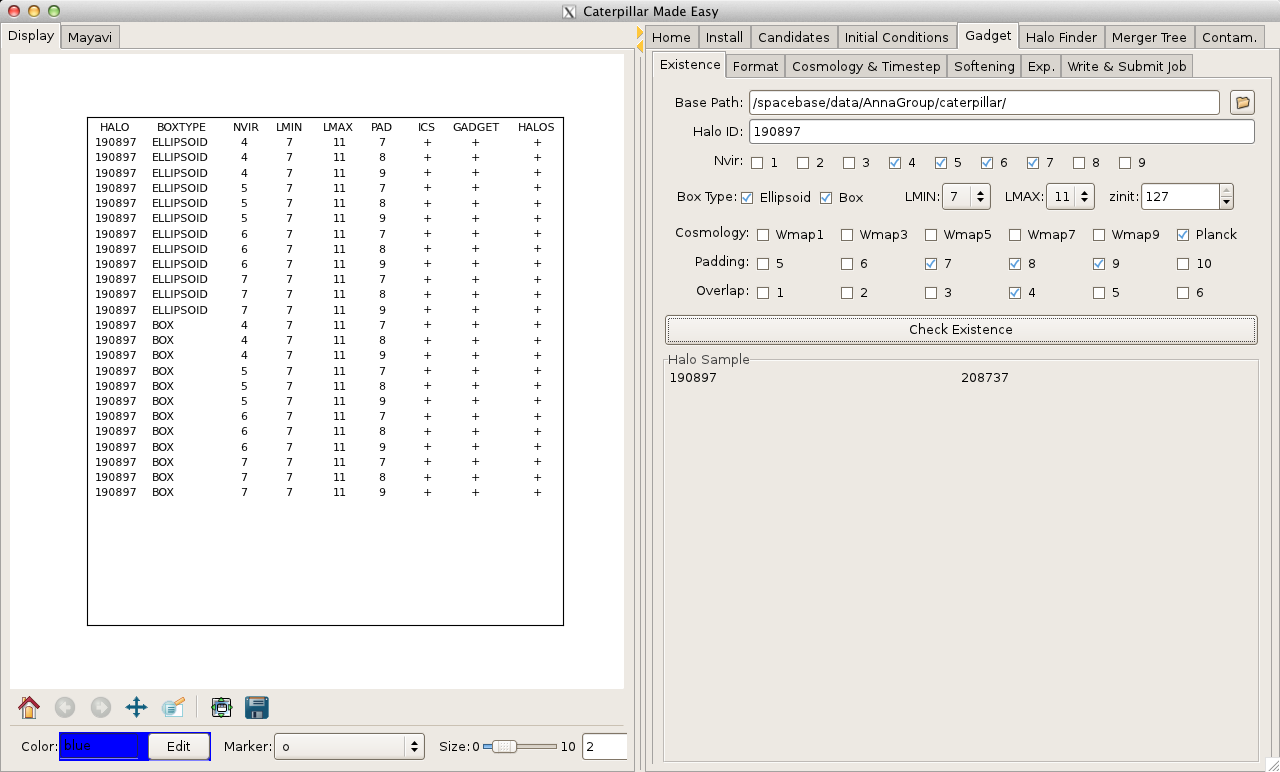 Caterpillar Made Easy
Display Mayavi
HALO BOXTYPE NVIR LMIN LMAX PAD ICS GADGET HALOS
190897 ELLIPSOID 4 7 11 7 + + +
190897 ELLIPSOID 4 7 11 8 + + +
190897 ELLIPSOID 4 7 11 9 + + +
190897 ELLIPSOID 5 7 11 7 + + +
190897 ELLIPSOID 5 7 11 8 + + +
190897 ELLIPSOID 5 7 11 9 + + +
190897 ELLIPSOID 6 7 11 7 + + +
190897 ELLIPSOID 6 7 11 8 + + +
190897 ELLIPSOID 6 7 11 9 + + +
190897 ELLIPSOID 7 7 11 7 + + +
190897 ELLIPSOID 7 7 11 8 + + +
190897 ELLIPSOID 7 7 11 9 + + +
190897 BOX 4 7 11 7 + + +
190897 BOX 4 7 11 8 + + +
190897 BOX 4 7 11 9 + + +
190897 BOX 5 7 11 7 + + +
190897 BOX 5 7 11 8 + + +
190897 BOX 5 7 11 9 + + +
190897 BOX 6 7 11 7 + + +
190897 BOX 6 7 11 8 + + +
190897 BOX 6 7 11 9 + + +
190897 BOX 7 7 11 7 + + +
190897 BOX 7 7 11 8 + + +
190897 BOX 7 7 11 9 + + +
Color: blue Edit Marker: o Size: 0 10 2
Home Install Candidates Initial Conditions Gadget Halo Finder Merger Tree Contam.
Existence Format Cosmology & Timestep Softening Exp. Write & Submit Job
Base Path: /spacebase/data/AnnaGroup/caterpillar/
Halo ID: 190897
Nvir: 1 2 3 4 5 6 7 8 9
Box Type: Ellipsoid Box LMIN: 7 LMAX: 11 zinit: 127
Cosmology: Wmap1 Wmap3 Wmap5 Wmap7 Wmap9 Planck
Padding: 5 6 7 8 9 10
Overlap: 1 2 3 4 5 6
Check Existence
Halo Sample
190897 208737